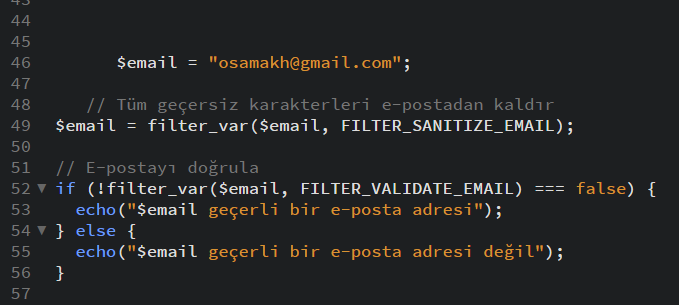 43
44
45
46 $email = "osamakh@gmail.com";
47
48 // Tüm geçersiz karakterleri e-postadan kaldır
49 $email = filter_var($email, FILTER_SANITIZE_EMAIL);
50
51 // E-postayı doğrula
52 ▼ if (!filter_var($email, FILTER_VALIDATE_EMAIL) === false) {
53 echo("$email geçerli bir e-posta adresi");
54 ▼ } else {
55 echo("$email geçerli bir e-posta adresi değil");
56 }
57